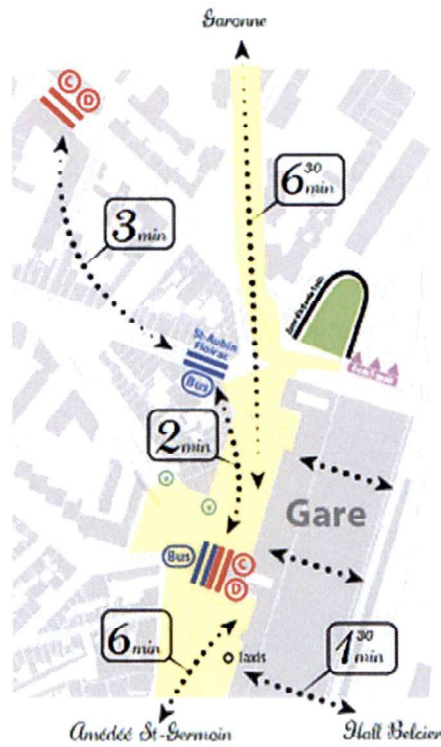 Garonne
C
D
6 30 min
3 min
St-Aubin
Floirac
Bus
2 min
Gare
Bus
C
D
6 min
Taxis
1 30 min
Amédéé St-Germain
Hall Belcier